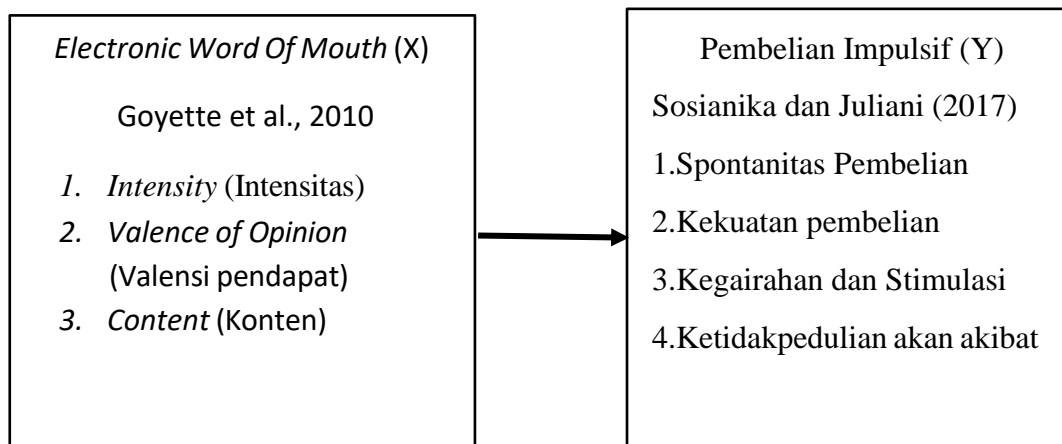 Electronic Word Of Mouth (X)
Goyette et al., 2010
1. Intensity (Intensitas)
2. Valence of Opinion
(Valensi pendapat)
3. Content (Konten)
Pembelian Impulsif (Y)
Sosianika dan Juliani (2017)
1.Spontanitas Pembelian
2.Kekuatan pembelian
3.Kegairahan dan Stimulasi
4.Ketidakpedulian akan akibat